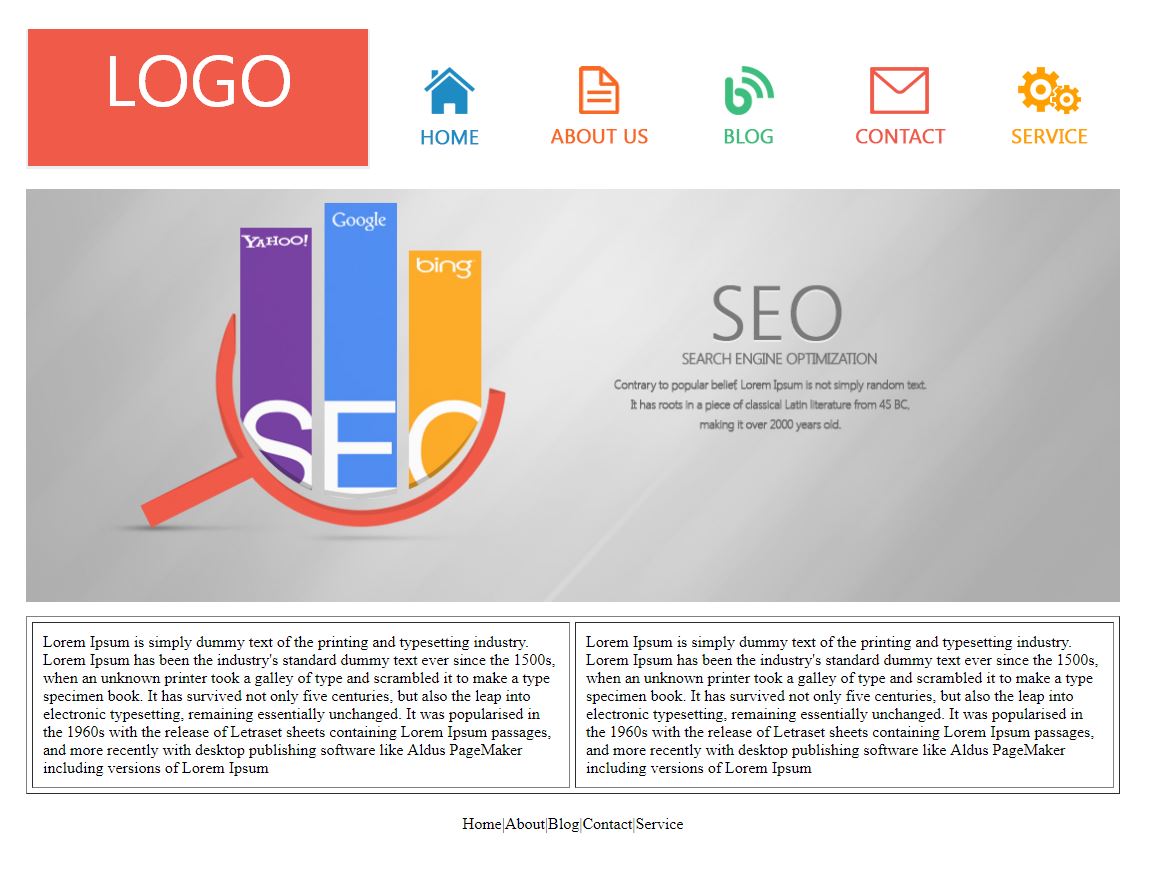 LOGO
HOME
ABOUT US
BLOG
CONTACT
SERVICE
YAHOO!
Google
bing
SEO
SEO
SEARCH ENGINE OPTIMIZATION
Contrary to popular belief, Lorem Ipsum is not simply random text.
It has roots in a piece of classical Latin literature from 45 BC,
making it over 2000 years old.
Lorem Ipsum is simply dummy text of the printing and typesetting industry.
Lorem Ipsum has been the industry's standard dummy text ever since the 1500s,
when an unknown printer took a galley of type and scrambled it to make a type
specimen book. It has survived not only five centuries, but also the leap into
electronic typesetting, remaining essentially unchanged. It was popularised in
the 1960s with the release of Letraset sheets containing Lorem Ipsum passages,
and more recently with desktop publishing software like Aldus PageMaker
including versions of Lorem Ipsum
Lorem Ipsum is simply dummy text of the printing and typesetting industry.
Lorem Ipsum has been the industry's standard dummy text ever since the 1500s,
when an unknown printer took a galley of type and scrambled it to make a type
specimen book. It has survived not only five centuries, but also the leap into
electronic typesetting, remaining essentially unchanged. It was popularised in
the 1960s with the release of Letraset sheets containing Lorem Ipsum passages,
and more recently with desktop publishing software like Aldus PageMaker
including versions of Lorem Ipsum
Home|About|Blog|Contact|Service